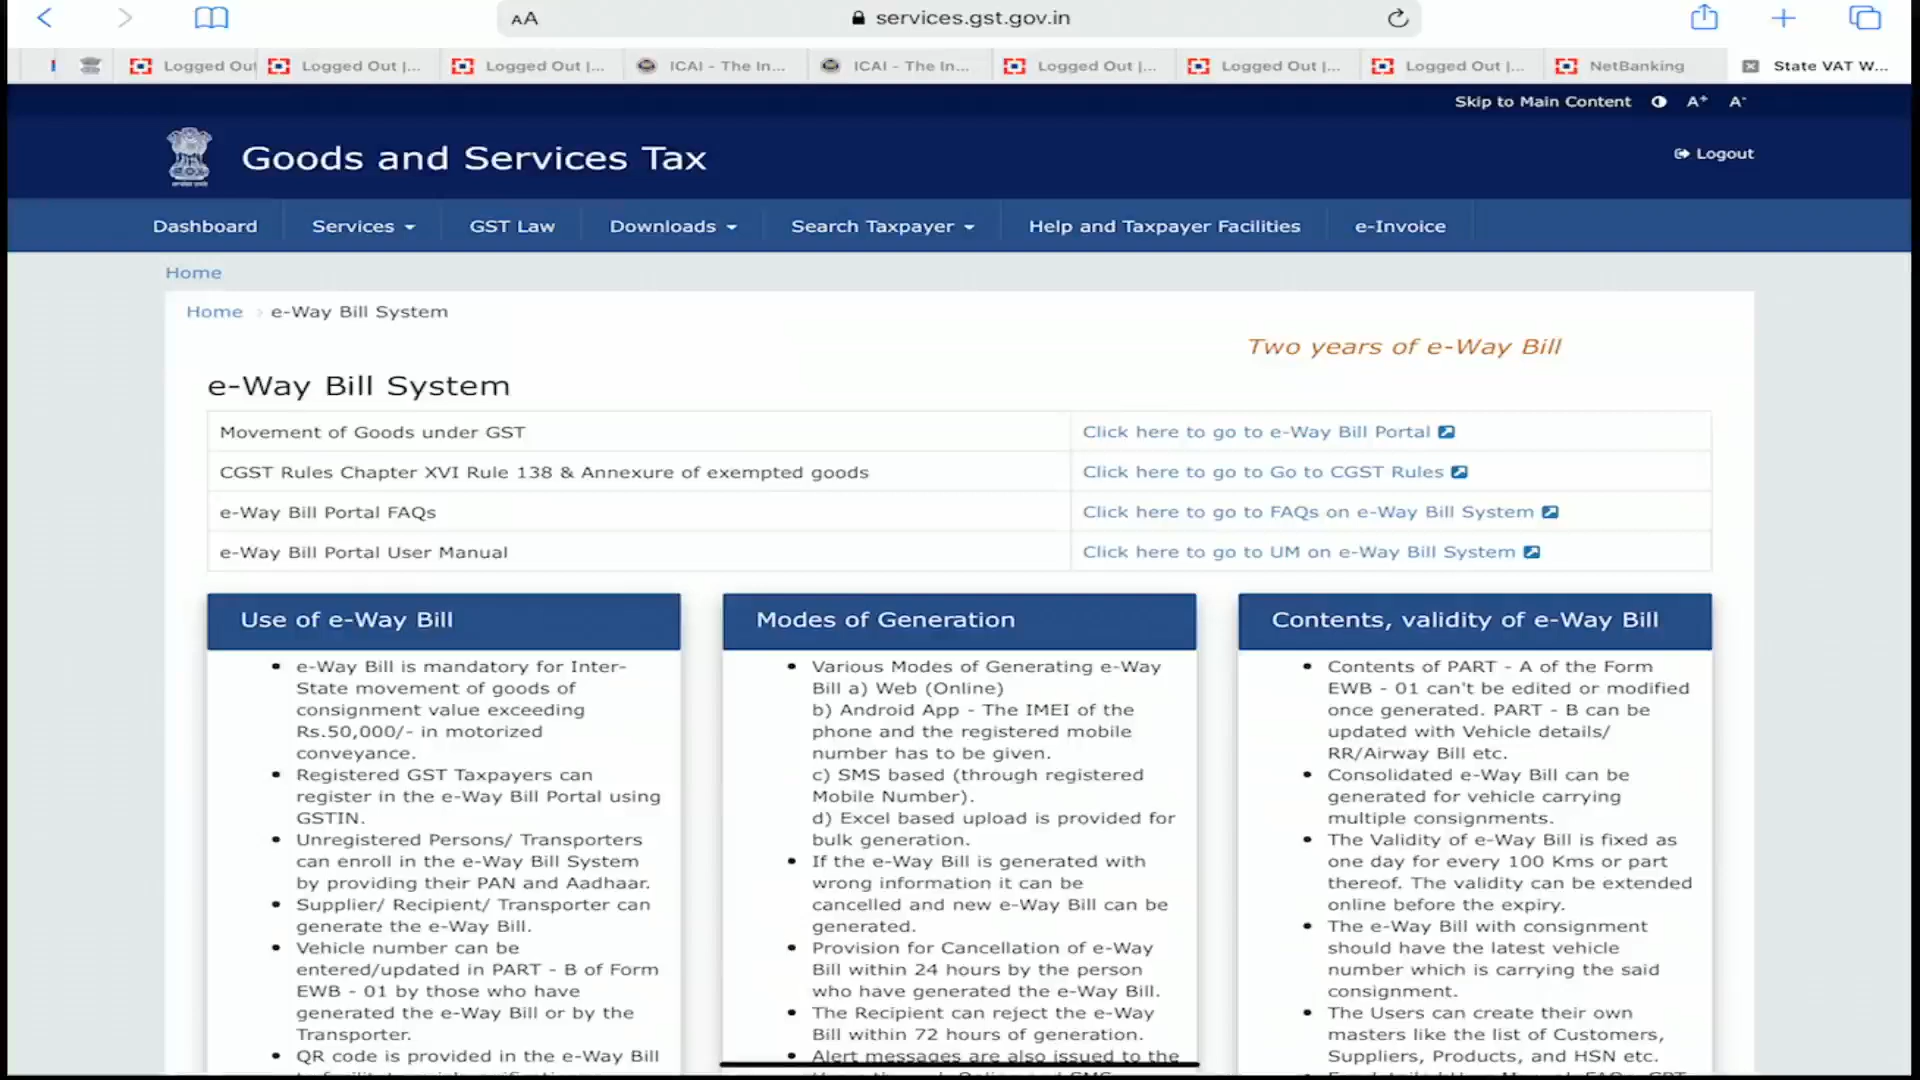 AA
services.gst.gov.in
Logged Out
Logged Out |...
Logged Out |...
ICAI - The In...
ICAI - The In...
Logged Out |...
Logged Out |...
Logged Out |...
NetBanking
State VAT W...
Skip to Main Content
A+
A-
Goods and Services Tax
Logout
Dashboard
Services
GST Law
Downloads
Search Taxpayer
Help and Taxpayer Facilities
e-Invoice
Home
Home > e-Way Bill System
Two years of e-Way Bill
e-Way Bill System
Movement of Goods under GST
Click here to go to e-Way Bill Portal
CGST Rules Chapter XVI Rule 138 & Annexure of exempted goods
Click here to go to Go to CGST Rules
e-Way Bill Portal FAQs
Click here to go to FAQs on e-Way Bill System
e-Way Bill Portal User Manual
Click here to go to UM on e-Way Bill System
Use of e-Way Bill
• e-Way Bill is mandatory for Inter-
State movement of goods of
consignment value exceeding
Rs.50,000/- in motorized
conveyance.
• Registered GST Taxpayers can
register in the e-Way Bill Portal using
GSTIN.
• Unregistered Persons/ Transporters
can enroll in the e-Way Bill System
by providing their PAN and Aadhaar.
• Supplier/ Recipient/ Transporter can
generate the e-Way Bill.
• Vehicle number can be
entered/updated in PART - B of Form
EWB - 01 by those who have
generated the e-Way Bill or by the
Transporter.
• QR code is provided in the e-Way Bill
Modes of Generation
• Various Modes of Generating e-Way
Bill a) Web (Online)
b) Android App - The IMEI of the
phone and the registered mobile
number has to be given.
c) SMS based (through registered
Mobile Number).
d) Excel based upload is provided for
bulk generation.
• If the e-Way Bill is generated with
wrong information it can be
cancelled and new e-Way Bill can be
generated.
• Provision for Cancellation of e-Way
Bill within 24 hours by the person
who have generated the e-Way Bill.
• The Recipient can reject the e-Way
Bill within 72 hours of generation.
• Alert messages are also issued to the
Contents, validity of e-Way Bill
• Contents of PART - A of the Form
EWB - 01 can't be edited or modified
once generated. PART - B can be
updated with Vehicle details/
RR/Airway Bill etc.
• Consolidated e-Way Bill can be
generated for vehicle carrying
multiple consignments.
• The Validity of e-Way Bill is fixed as
one day for every 100 Kms or part
thereof. The validity can be extended
online before the expiry.
• The e-Way Bill with consignment
should have the latest vehicle
number which is carrying the said
consignment.
• The Users can create their own
masters like the list of Customers,
Suppliers, Products, and HSN etc.